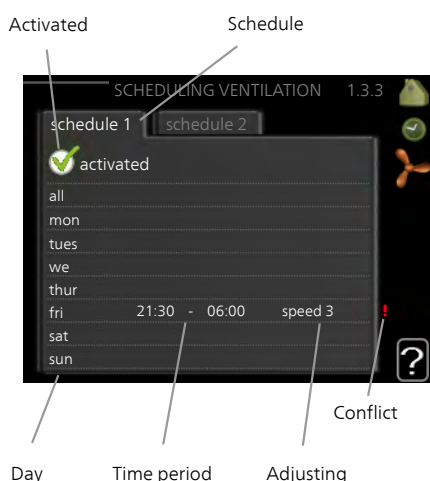 Activated Schedule
SCHEDULING VENTILATION 1.3.3
schedule 1 schedule 2
activated
all
mon
tues
we
thur
fri 21:30 - 06:00 speed 3 !
sat
sun
?
Conflict
Day Time period Adjusting